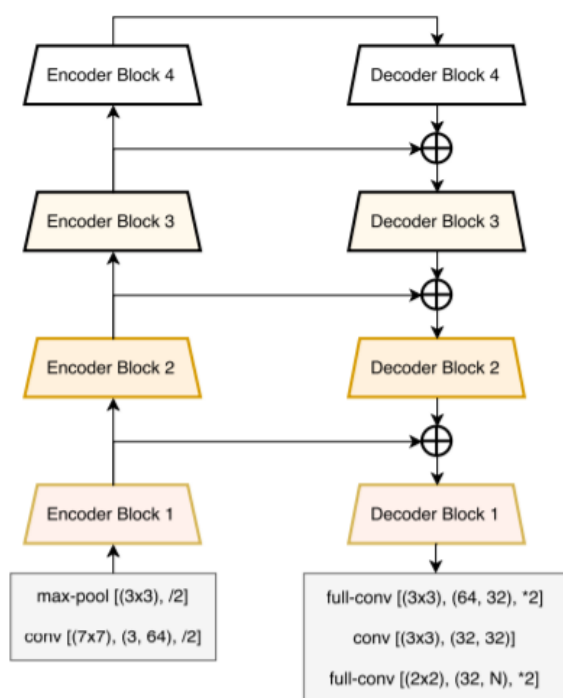 Encoder Block 4
Decoder Block 4
Encoder Block 3
Decoder Block 3
Encoder Block 2
Decoder Block 2
Encoder Block 1
Decoder Block 1
max-pool [(3x3), /2]
conv [(7x7), (3, 64), /2]
full-conv [(3x3), (64, 32), *2]
conv [(3x3), (32, 32)]
full-conv [(2x2), (32, N), *2]